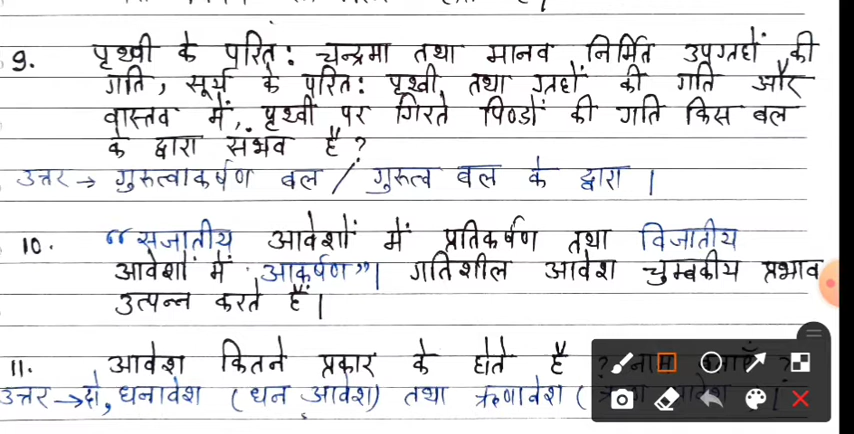 9. पृथ्वी के परित: चन्द्रमा तथा मानव निर्मित उपग्रहों की
गति, सूर्य के परित: पृथ्वी तथा ग्रहों की गति और
वास्तव में, पृथ्वी पर गिरते पिण्डों की गति किस बल
के द्वारा संभव है ?
उत्तर → गुरुत्वाकर्षण बल / गुरुत्व बल के द्वारा |
10. “सजातीय आवेशों में प्रतिकर्षण तथा विजातीय
आवेशों में आकर्षण”| गतिशील आवेश चुम्बकीय प्रभाव
उत्पन्न करते हैं |
11. आवेश कितने प्रकार के होते हैं ?
उत्तर → दो, धनावेश (धन आवेश) तथा ऋणावेश (